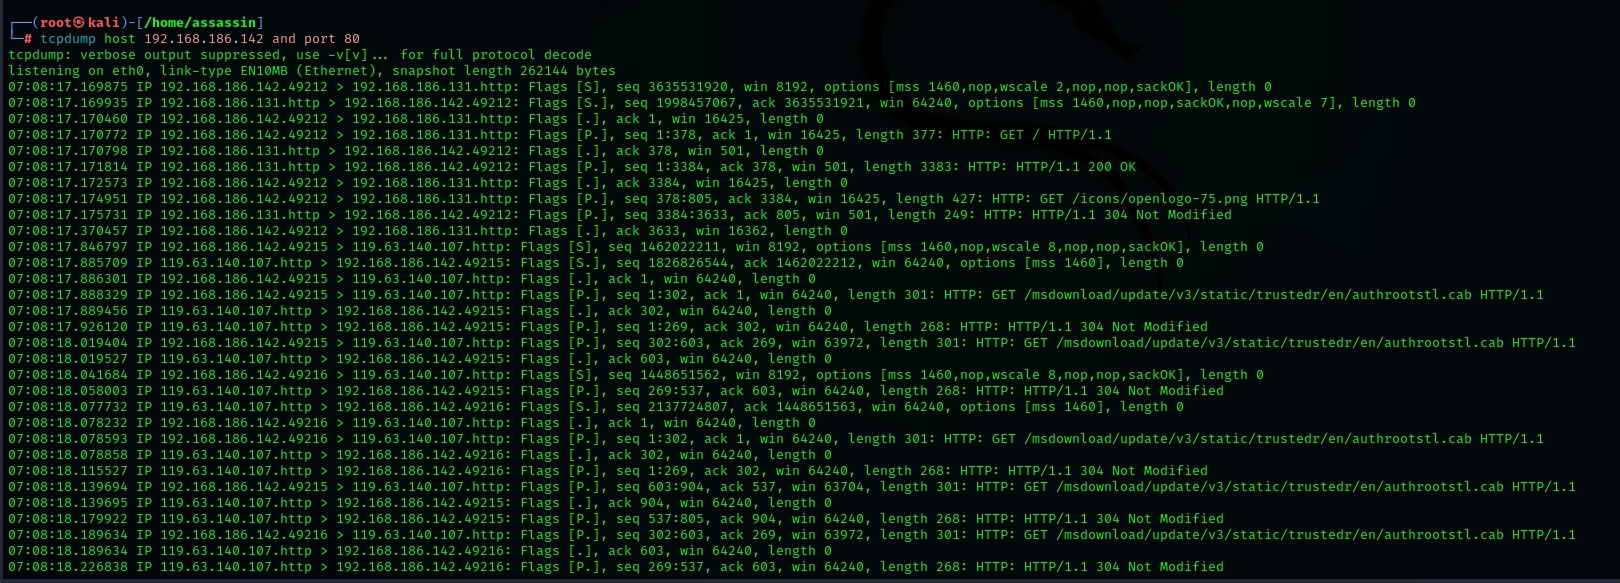 ┌──(root㉿kali)-[/home/assassin]
└─# tcpdump host 192.168.186.142 and port 80
tcpdump: verbose output suppressed, use -v[v]... for full protocol decode
listening on eth0, link-type EN10MB (Ethernet), snapshot length 262144 bytes
07:08:17.169875 IP 192.168.186.142.49212 > 192.168.186.131.http: Flags [S], seq 3635531920, win 8192, options [mss 1460,nop,wscale 2,nop,nop,sackOK], length 0
07:08:17.169935 IP 192.168.186.131.http > 192.168.186.142.49212: Flags [S.], seq 1998457067, ack 3635531921, win 64240, options [mss 1460,nop,nop,sackOK,nop,wscale 7], length 0
07:08:17.170460 IP 192.168.186.142.49212 > 192.168.186.131.http: Flags [.], ack 1, win 16425, length 0
07:08:17.170772 IP 192.168.186.142.49212 > 192.168.186.131.http: Flags [P.], seq 1:378, ack 1, win 16425, length 377: HTTP: GET / HTTP/1.1
07:08:17.170798 IP 192.168.186.131.http > 192.168.186.142.49212: Flags [.], ack 378, win 501, length 0
07:08:17.171814 IP 192.168.186.131.http > 192.168.186.142.49212: Flags [P.], seq 1:3384, ack 378, win 501, length 3383: HTTP: HTTP/1.1 200 OK
07:08:17.172573 IP 192.168.186.142.49212 > 192.168.186.131.http: Flags [.], ack 3384, win 16425, length 0
07:08:17.174951 IP 192.168.186.142.49212 > 192.168.186.131.http: Flags [P.], seq 378:805, ack 3384, win 16425, length 427: HTTP: GET /icons/openlogo-75.png HTTP/1.1
07:08:17.175731 IP 192.168.186.131.http > 192.168.186.142.49212: Flags [P.], seq 3384:3633, ack 805, win 501, length 249: HTTP: HTTP/1.1 304 Not Modified
07:08:17.370457 IP 192.168.186.142.49212 > 192.168.186.131.http: Flags [.], ack 3633, win 16362, length 0
07:08:17.846797 IP 192.168.186.142.49215 > 119.63.140.107.http: Flags [S], seq 1462022211, win 8192, options [mss 1460,nop,wscale 8,nop,nop,sackOK], length 0
07:08:17.885709 IP 119.63.140.107.http > 192.168.186.142.49215: Flags [S.], seq 1826826544, ack 1462022212, win 64240, options [mss 1460], length 0
07:08:17.886301 IP 192.168.186.142.49215 > 119.63.140.107.http: Flags [.], ack 1, win 64240, length 0
07:08:17.888329 IP 192.168.186.142.49215 > 119.63.140.107.http: Flags [P.], seq 1:302, ack 1, win 64240, length 301: HTTP: GET /msdownload/update/v3/static/trustedr/en/authrootstl.cab HTTP/1.1
07:08:17.889456 IP 119.63.140.107.http > 192.168.186.142.49215: Flags [.], ack 302, win 64240, length 0
07:08:17.926120 IP 119.63.140.107.http > 192.168.186.142.49215: Flags [P.], seq 1:269, ack 302, win 64240, length 268: HTTP: HTTP/1.1 304 Not Modified
07:08:18.019404 IP 192.168.186.142.49215 > 119.63.140.107.http: Flags [P.], seq 302:603, ack 269, win 63972, length 301: HTTP: GET /msdownload/update/v3/static/trustedr/en/authrootstl.cab HTTP/1.1
07:08:18.019527 IP 119.63.140.107.http > 192.168.186.142.49215: Flags [.], ack 603, win 64240, length 0
07:08:18.041684 IP 192.168.186.142.49216 > 119.63.140.107.http: Flags [S], seq 1448651562, win 8192, options [mss 1460,nop,wscale 8,nop,nop,sackOK], length 0
07:08:18.058003 IP 119.63.140.107.http > 192.168.186.142.49215: Flags [P.], seq 269:537, ack 603, win 64240, length 268: HTTP: HTTP/1.1 304 Not Modified
07:08:18.077732 IP 119.63.140.107.http > 192.168.186.142.49216: Flags [S.], seq 2137724807, ack 1448651563, win 64240, options [mss 1460], length 0
07:08:18.078232 IP 192.168.186.142.49216 > 119.63.140.107.http: Flags [.], ack 1, win 64240, length 0
07:08:18.078593 IP 192.168.186.142.49216 > 119.63.140.107.http: Flags [P.], seq 1:302, ack 1, win 64240, length 301: HTTP: GET /msdownload/update/v3/static/trustedr/en/authrootstl.cab HTTP/1.1
07:08:18.078858 IP 119.63.140.107.http > 192.168.186.142.49216: Flags [.], ack 302, win 64240, length 0
07:08:18.115527 IP 119.63.140.107.http > 192.168.186.142.49216: Flags [P.], seq 1:269, ack 302, win 64240, length 268: HTTP: HTTP/1.1 304 Not Modified
07:08:18.139694 IP 192.168.186.142.49215 > 119.63.140.107.http: Flags [P.], seq 603:904, ack 537, win 63704, length 301: HTTP: GET /msdownload/update/v3/static/trustedr/en/authrootstl.cab HTTP/1.1
07:08:18.139695 IP 119.63.140.107.http > 192.168.186.142.49215: Flags [.], ack 904, win 64240, length 0
07:08:18.179922 IP 119.63.140.107.http > 192.168.186.142.49215: Flags [P.], seq 537:805, ack 904, win 64240, length 268: HTTP: HTTP/1.1 304 Not Modified
07:08:18.189634 IP 192.168.186.142.49216 > 119.63.140.107.http: Flags [P.], seq 302:603, ack 269, win 63972, length 301: HTTP: GET /msdownload/update/v3/static/trustedr/en/authrootstl.cab HTTP/1.1
07:08:18.189634 IP 119.63.140.107.http > 192.168.186.142.49216: Flags [.], ack 603, win 64240, length 0
07:08:18.226838 IP 119.63.140.107.http > 192.168.186.142.49216: Flags [P.], seq 269:537, ack 603, win 64240, length 268: HTTP: HTTP/1.1 304 Not Modified